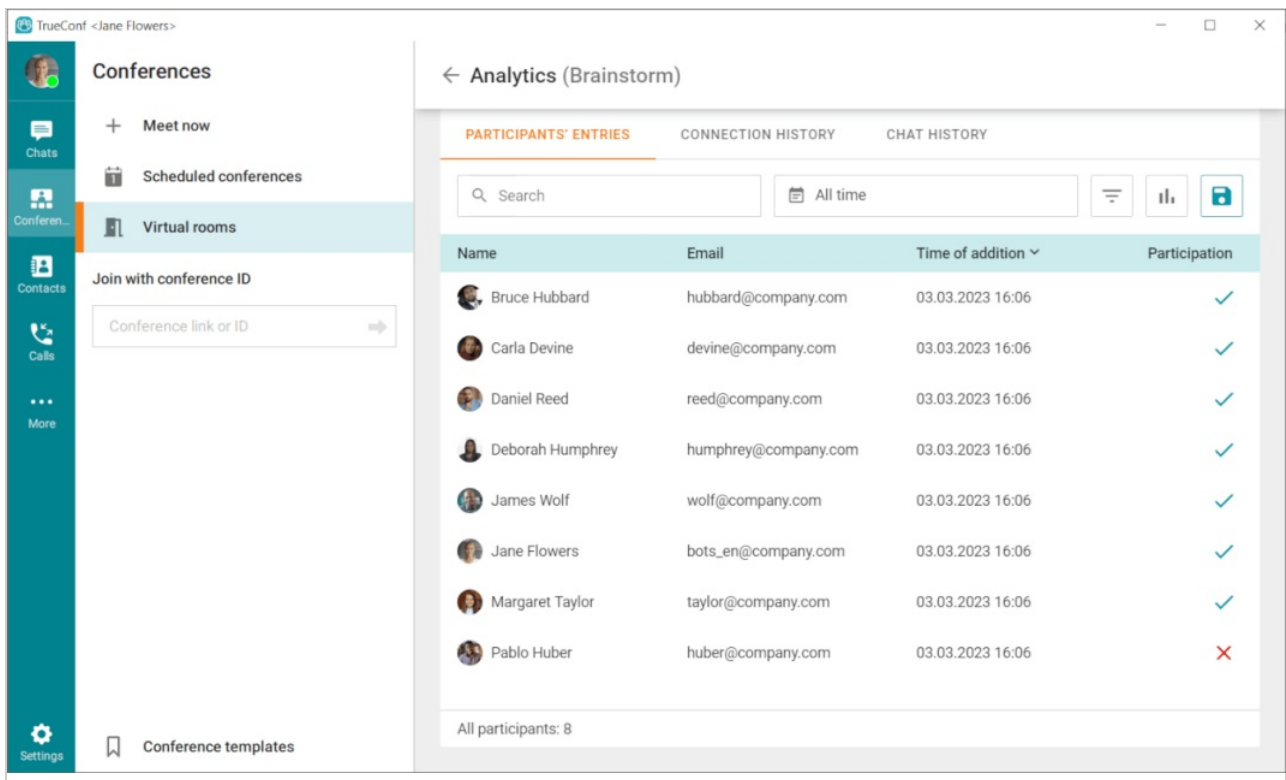 TrueConf <Jane Flowers>
Chats
Conferen...
Contacts
Calls
More
Settings
Conferences
Meet now
1 Scheduled conferences
Virtual rooms
Join with conference ID
Conference link or ID
Conference templates
Analytics (Brainstorm)
PARTICIPANTS' ENTRIES CONNECTION HISTORY CHAT HISTORY
Search All time
Name Email Time of addition Participation
Bruce Hubbard hubbard@company.com 03.03.2023 16:06
Carla Devine devine@company.com 03.03.2023 16:06
Daniel Reed reed@company.com 03.03.2023 16:06
Deborah Humphrey humphrey@company.com 03.03.2023 16:06
James Wolf wolf@company.com 03.03.2023 16:06
Jane Flowers bots_en@company.com 03.03.2023 16:06
Margaret Taylor taylor@company.com 03.03.2023 16:06
Pablo Huber huber@company.com 03.03.2023 16:06
All participants: 8